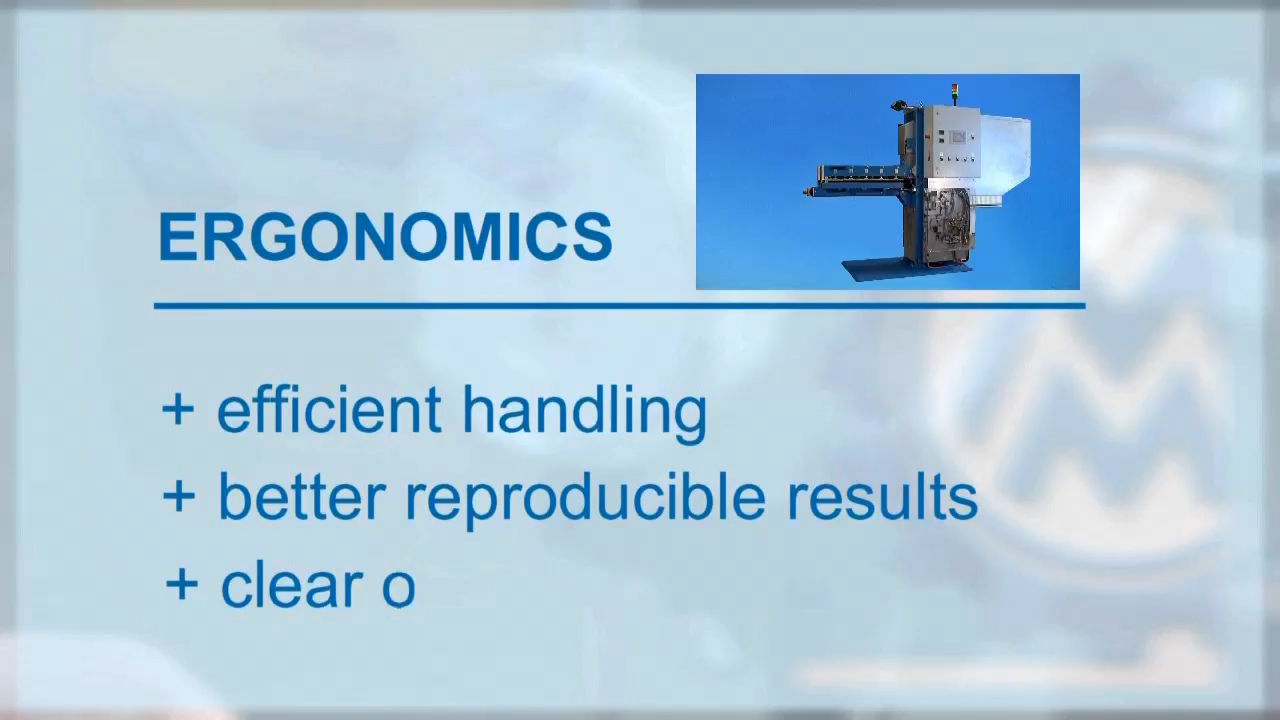 ERGONOMICS
+ efficient handling
+ better reproducible results
+ clear o